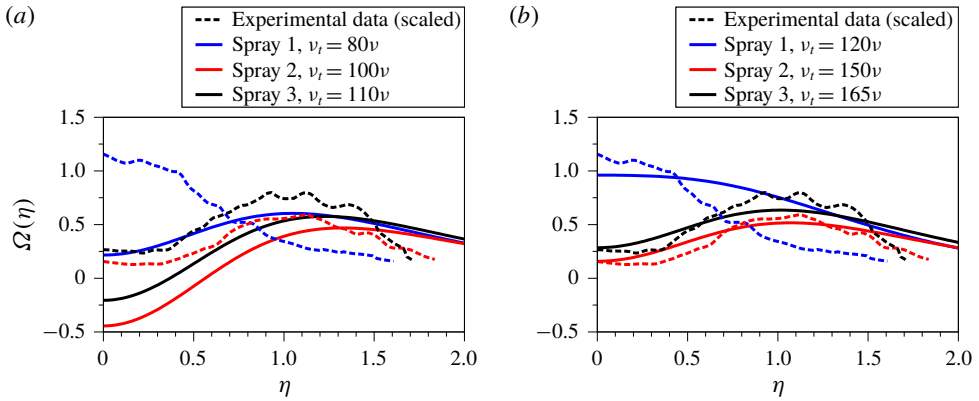 (a)
Experimental data (scaled)
Spray 1, νt = 80ν
Spray 2, νt = 100ν
Spray 3, νt = 110ν
1.5
1.0
0.5
0
−0.5
Ω(η)
0 0.5 1.0 1.5 2.0
η
(b)
Experimental data (scaled)
Spray 1, νt = 120ν
Spray 2, νt = 150ν
Spray 3, νt = 165ν
1.5
1.0
0.5
0
−0.5
0 0.5 1.0 1.5 2.0
η